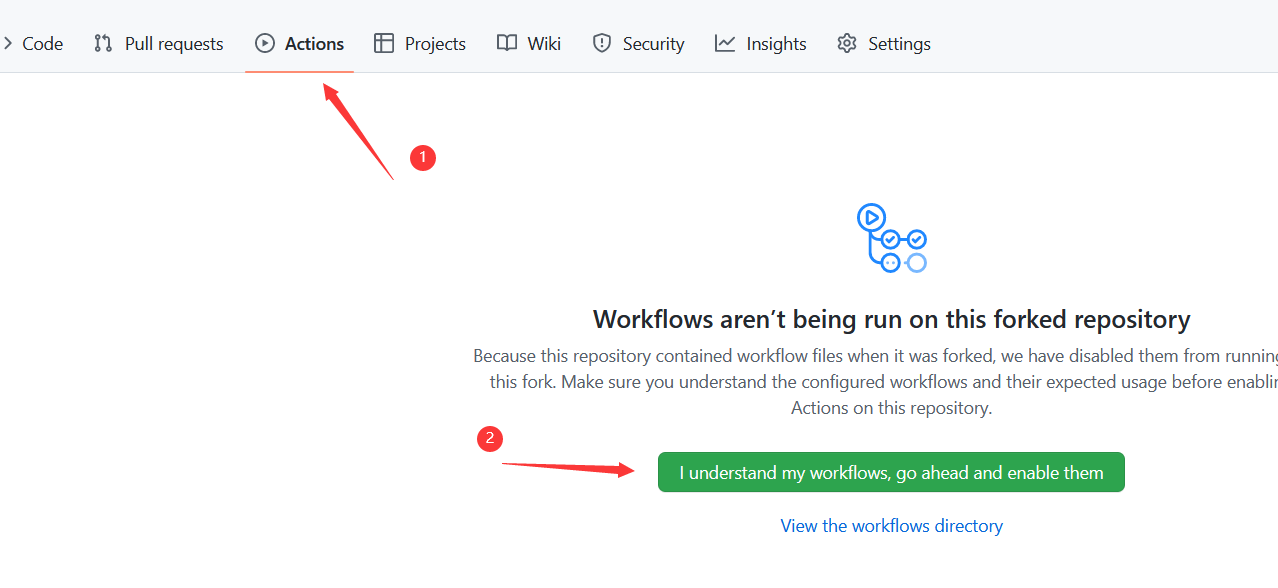 Code Pull requests Actions Projects Wiki Security Insights Settings
1
Workflows aren’t being run on this forked repository
Because this repository contained workflow files when it was forked, we have disabled them from running
this fork. Make sure you understand the configured workflows and their expected usage before
Actions on this repository.
2
I understand my workflows, go ahead and enable them
View the workflows directory